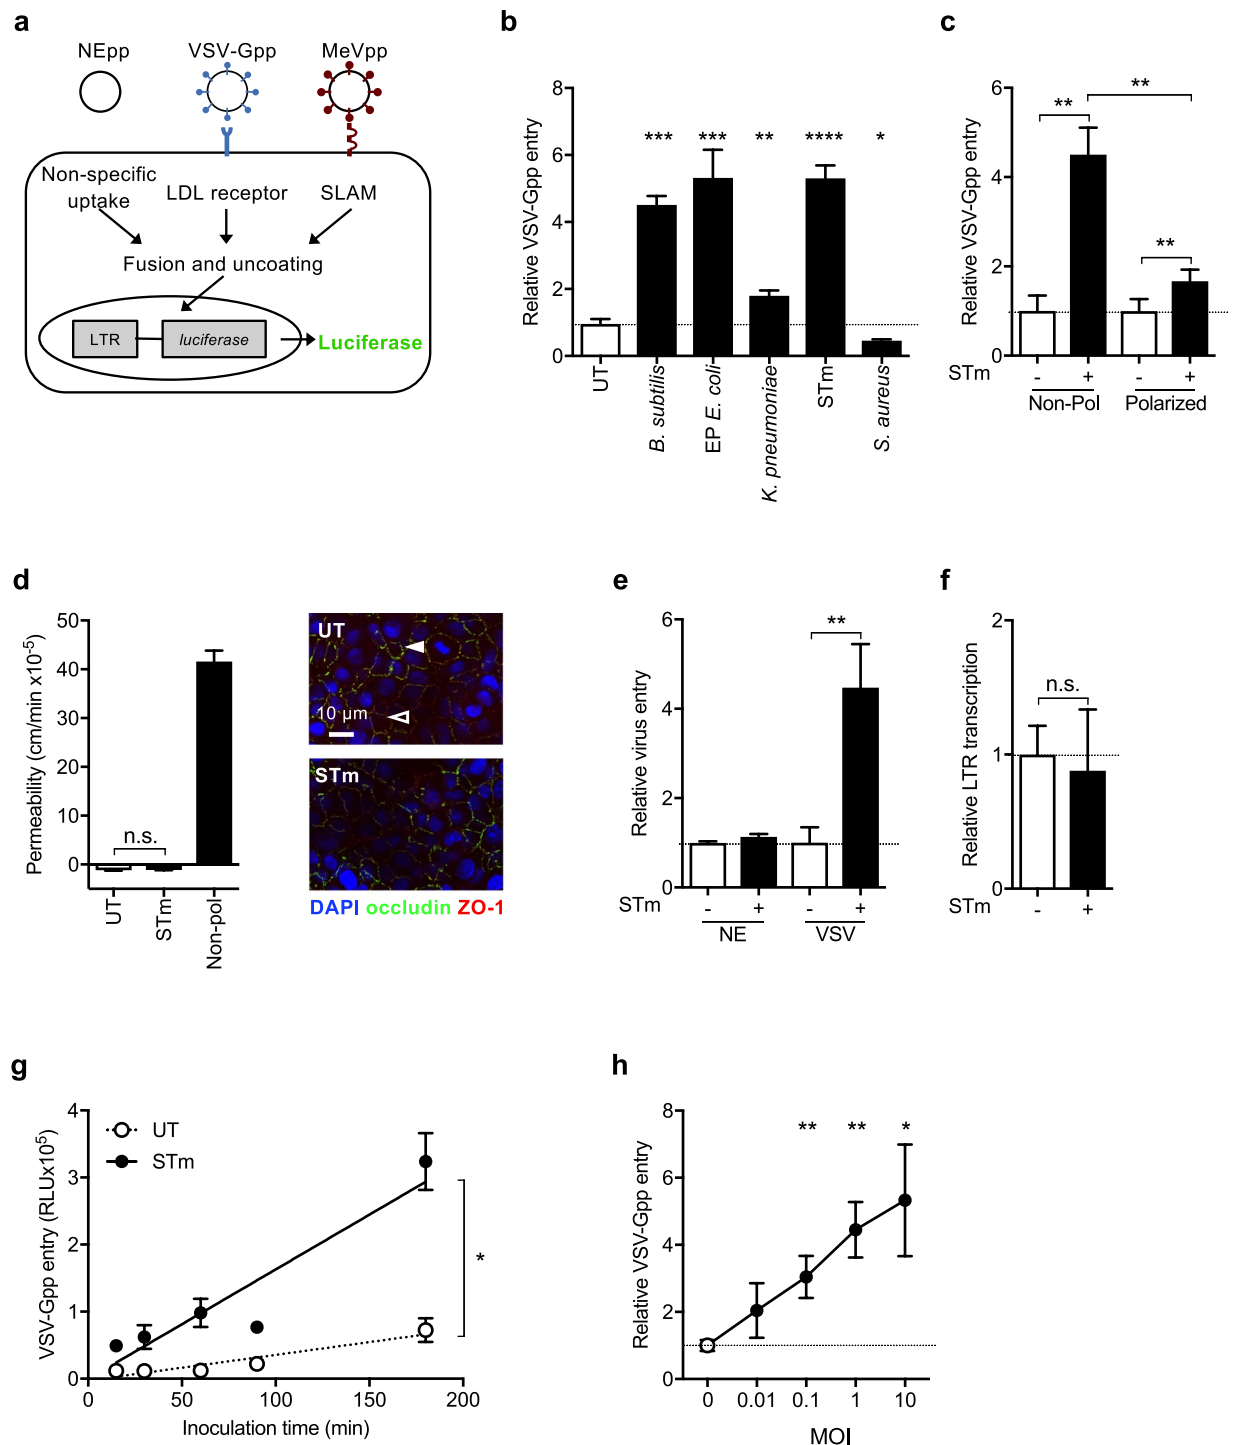 a
NEpp
VSV-Gpp
MeVpp
Non-specific
uptake
LDL receptor
SLAM
Fusion and uncoating
LTR
luciferase
Luciferase
b
Relative VSV-Gpp entry
8
6
4
2
0
***
***
**
****
*
UT
B. subtilis
EP E. coli
K. pneumoniae
STm
S. aureus
c
Relative VSV-Gpp entry
6
4
2
0
**
**
**
STm
-
+
-
+
Non-Pol
Polarized
d
Permeability (cm/min x10-5)
50
40
30
20
10
0
n.s.
UT
STm
Non-pol
UT
10 µm
STm
DAPI occludin ZO-1
e
Relative virus entry
6
4
2
0
**
STm
-
+
-
+
NE
VSV
f
Relative LTR transcription
2
1
0
n.s.
STm
-
+
g
VSV-Gpp entry (RLUx105)
4
3
2
1
0
UT
STm
*
0
50
100
150
200
Inoculation time (min)
h
Relative VSV-Gpp entry
8
6
4
2
0
**
**
*
0
0.01
0.1
1
10
MOI